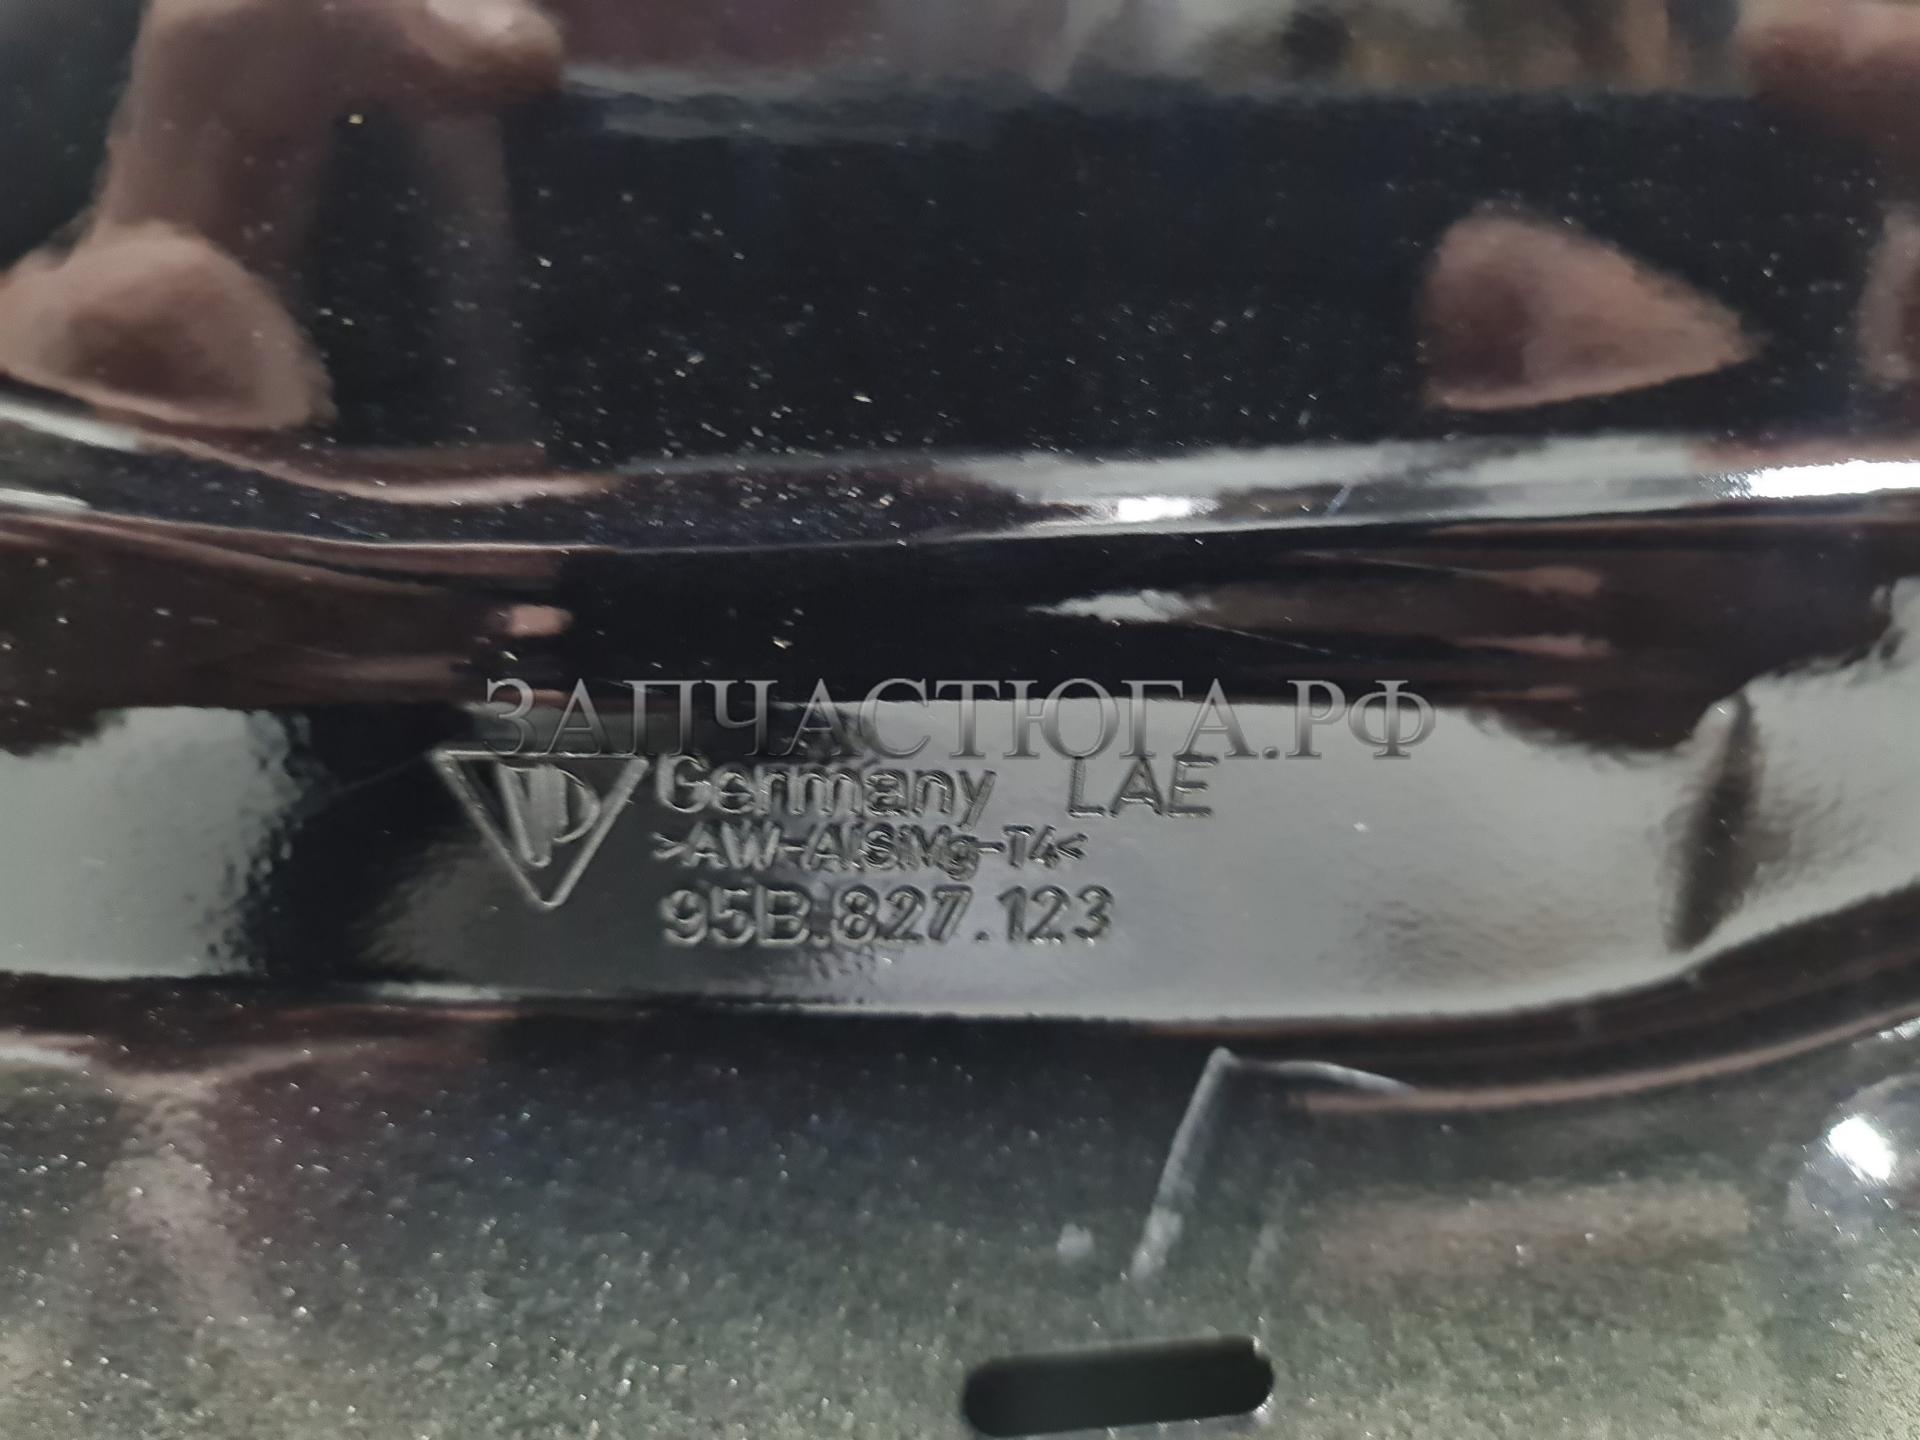 ЗАПЧАСТЮГА.РФ
Germany LAE
>AW-AlSiMg-T4<
95B.827.123